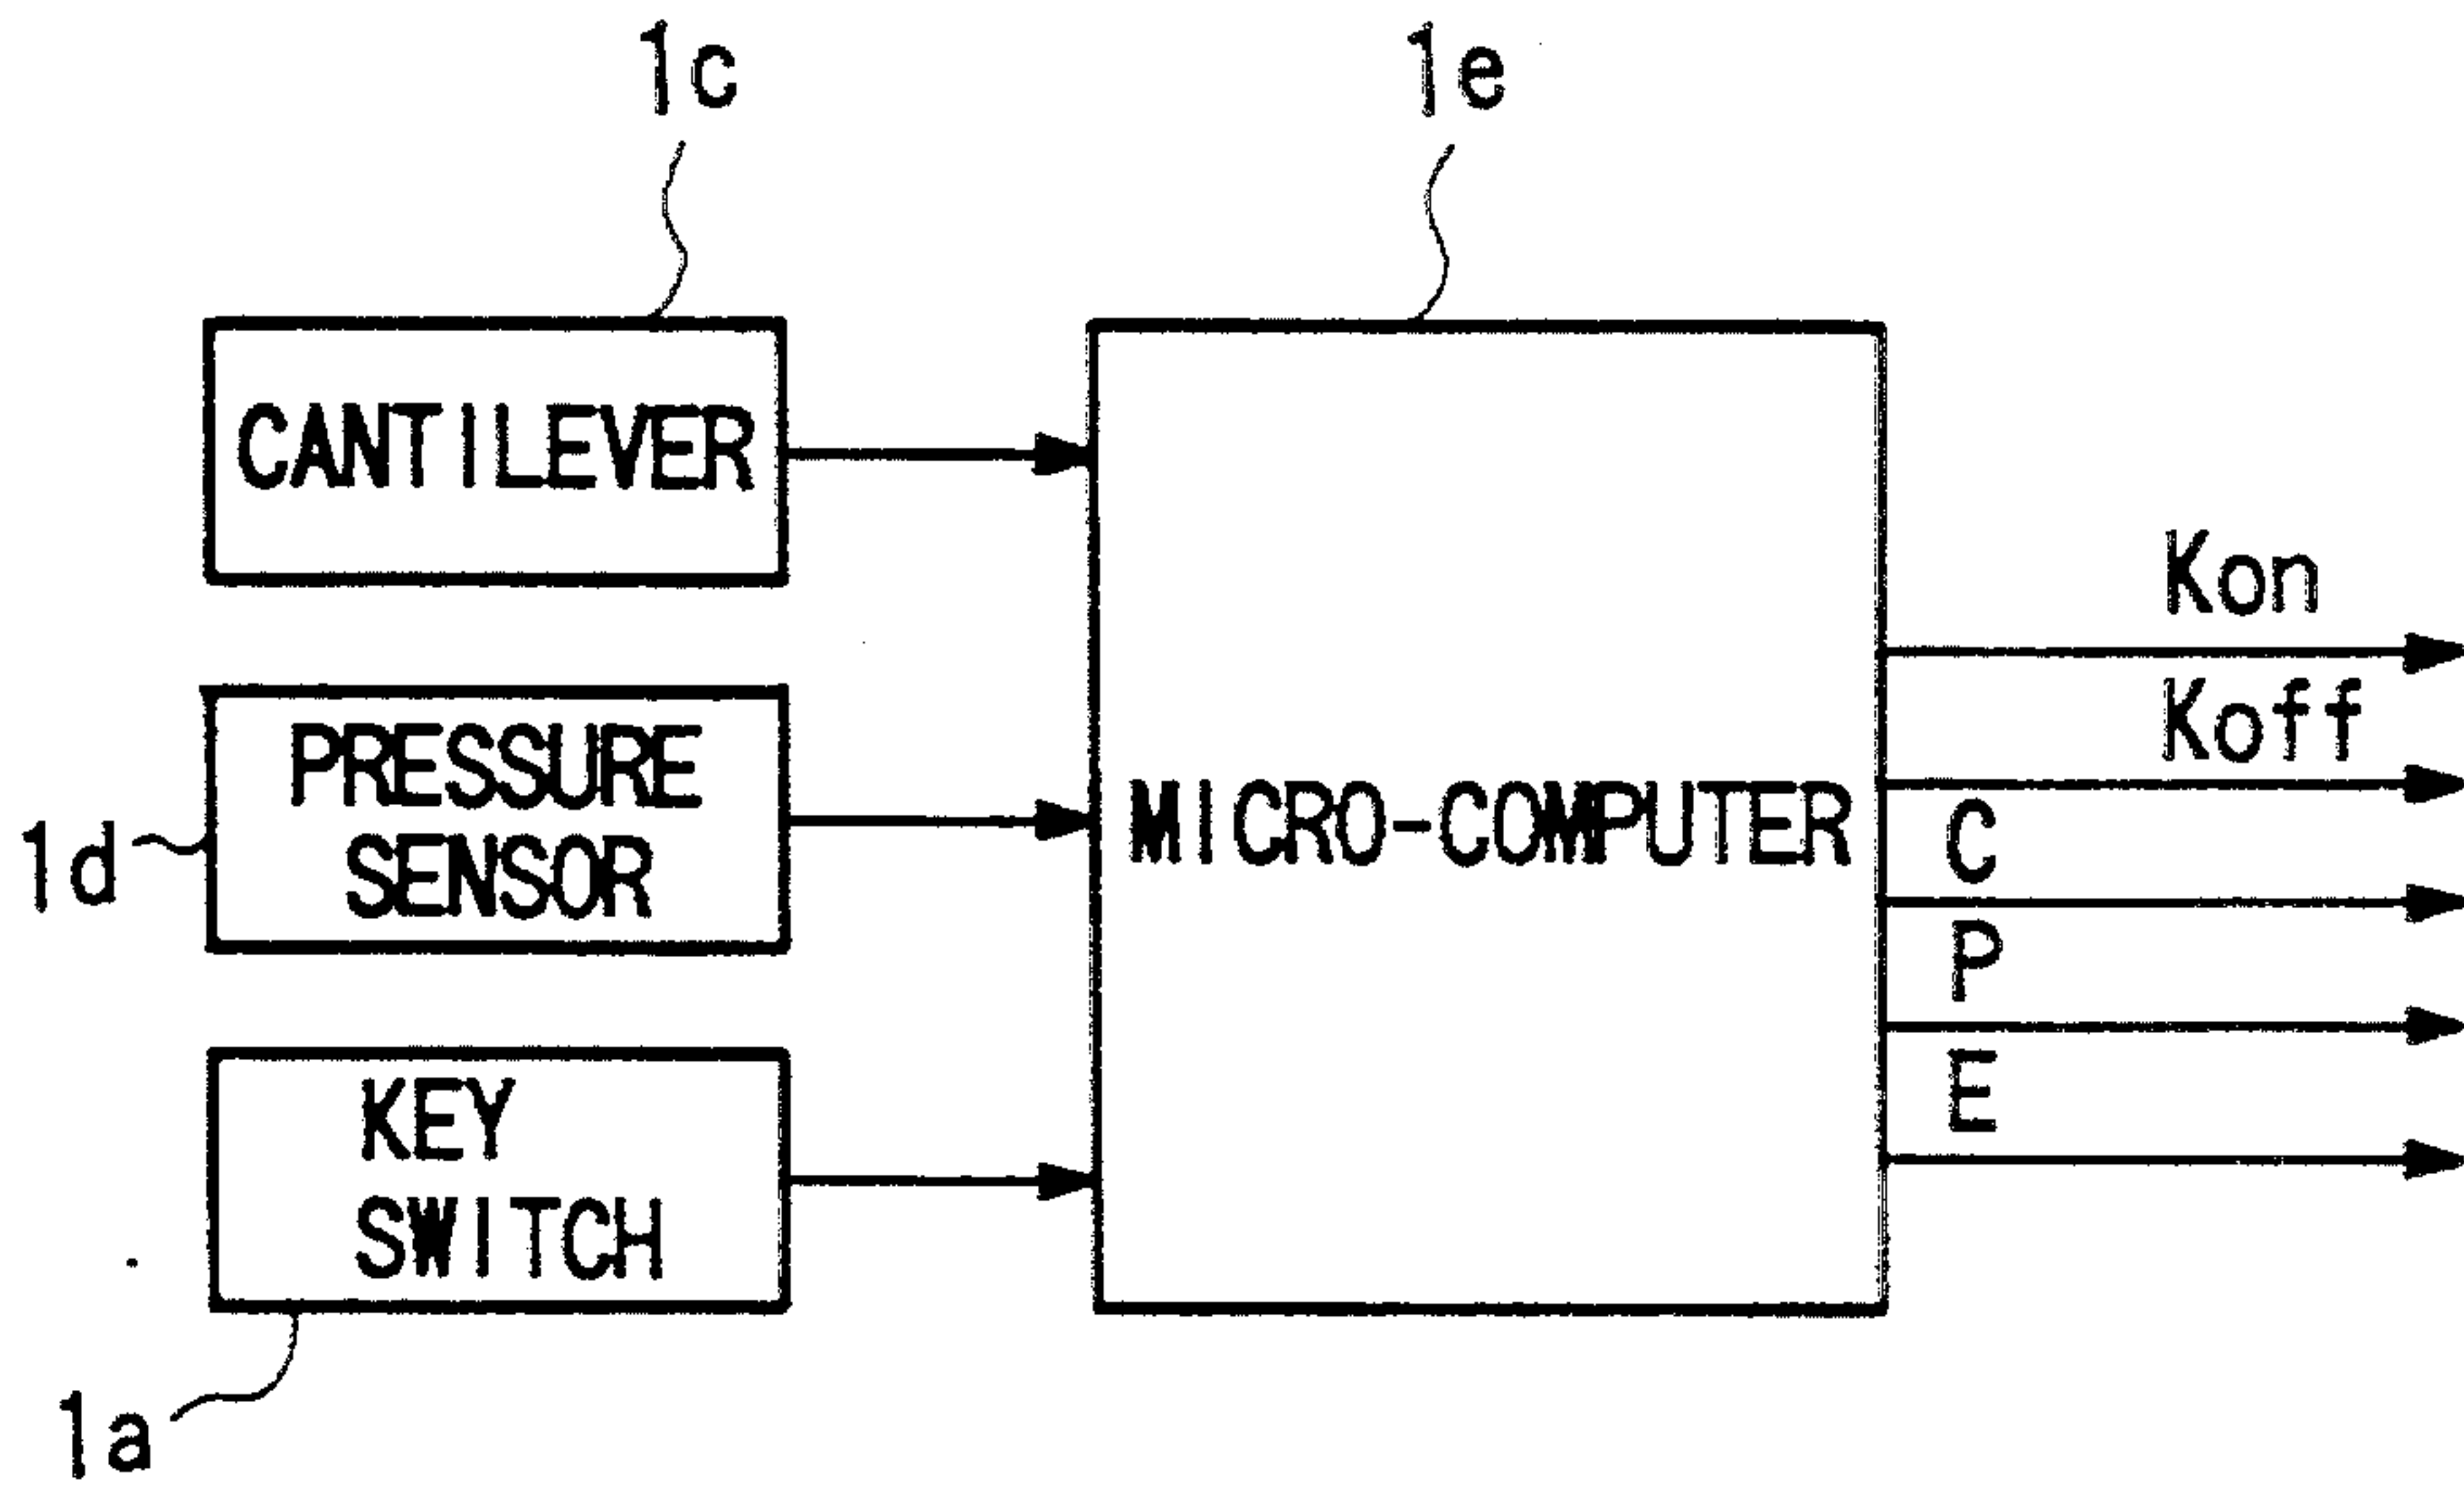 1c
1e
CANTILEVER
Kon
Koff
PRESSURE
SENSOR
1d
MICRO-COMPUTER
C
P
E
KEY
SWITCH
1a